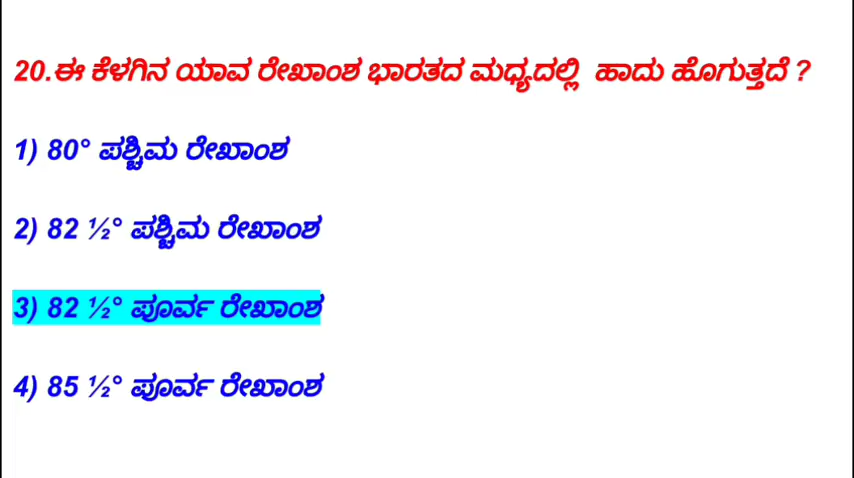 20.ಈ ಕೆಳಗಿನ ಯಾವ ರೇಖಾಂಶ ಭಾರತದ ಮಧ್ಯದಲ್ಲಿ ಹಾದು ಹೊಗುತ್ತದೆ ?
1) 80° ಪಶ್ಚಿಮ ರೇಖಾಂಶ
2) 82 ½° ಪಶ್ಚಿಮ ರೇಖಾಂಶ
3) 82 ½° ಪೂರ್ವ ರೇಖಾಂಶ
4) 85 ½° ಪೂರ್ವ ರೇಖಾಂಶ